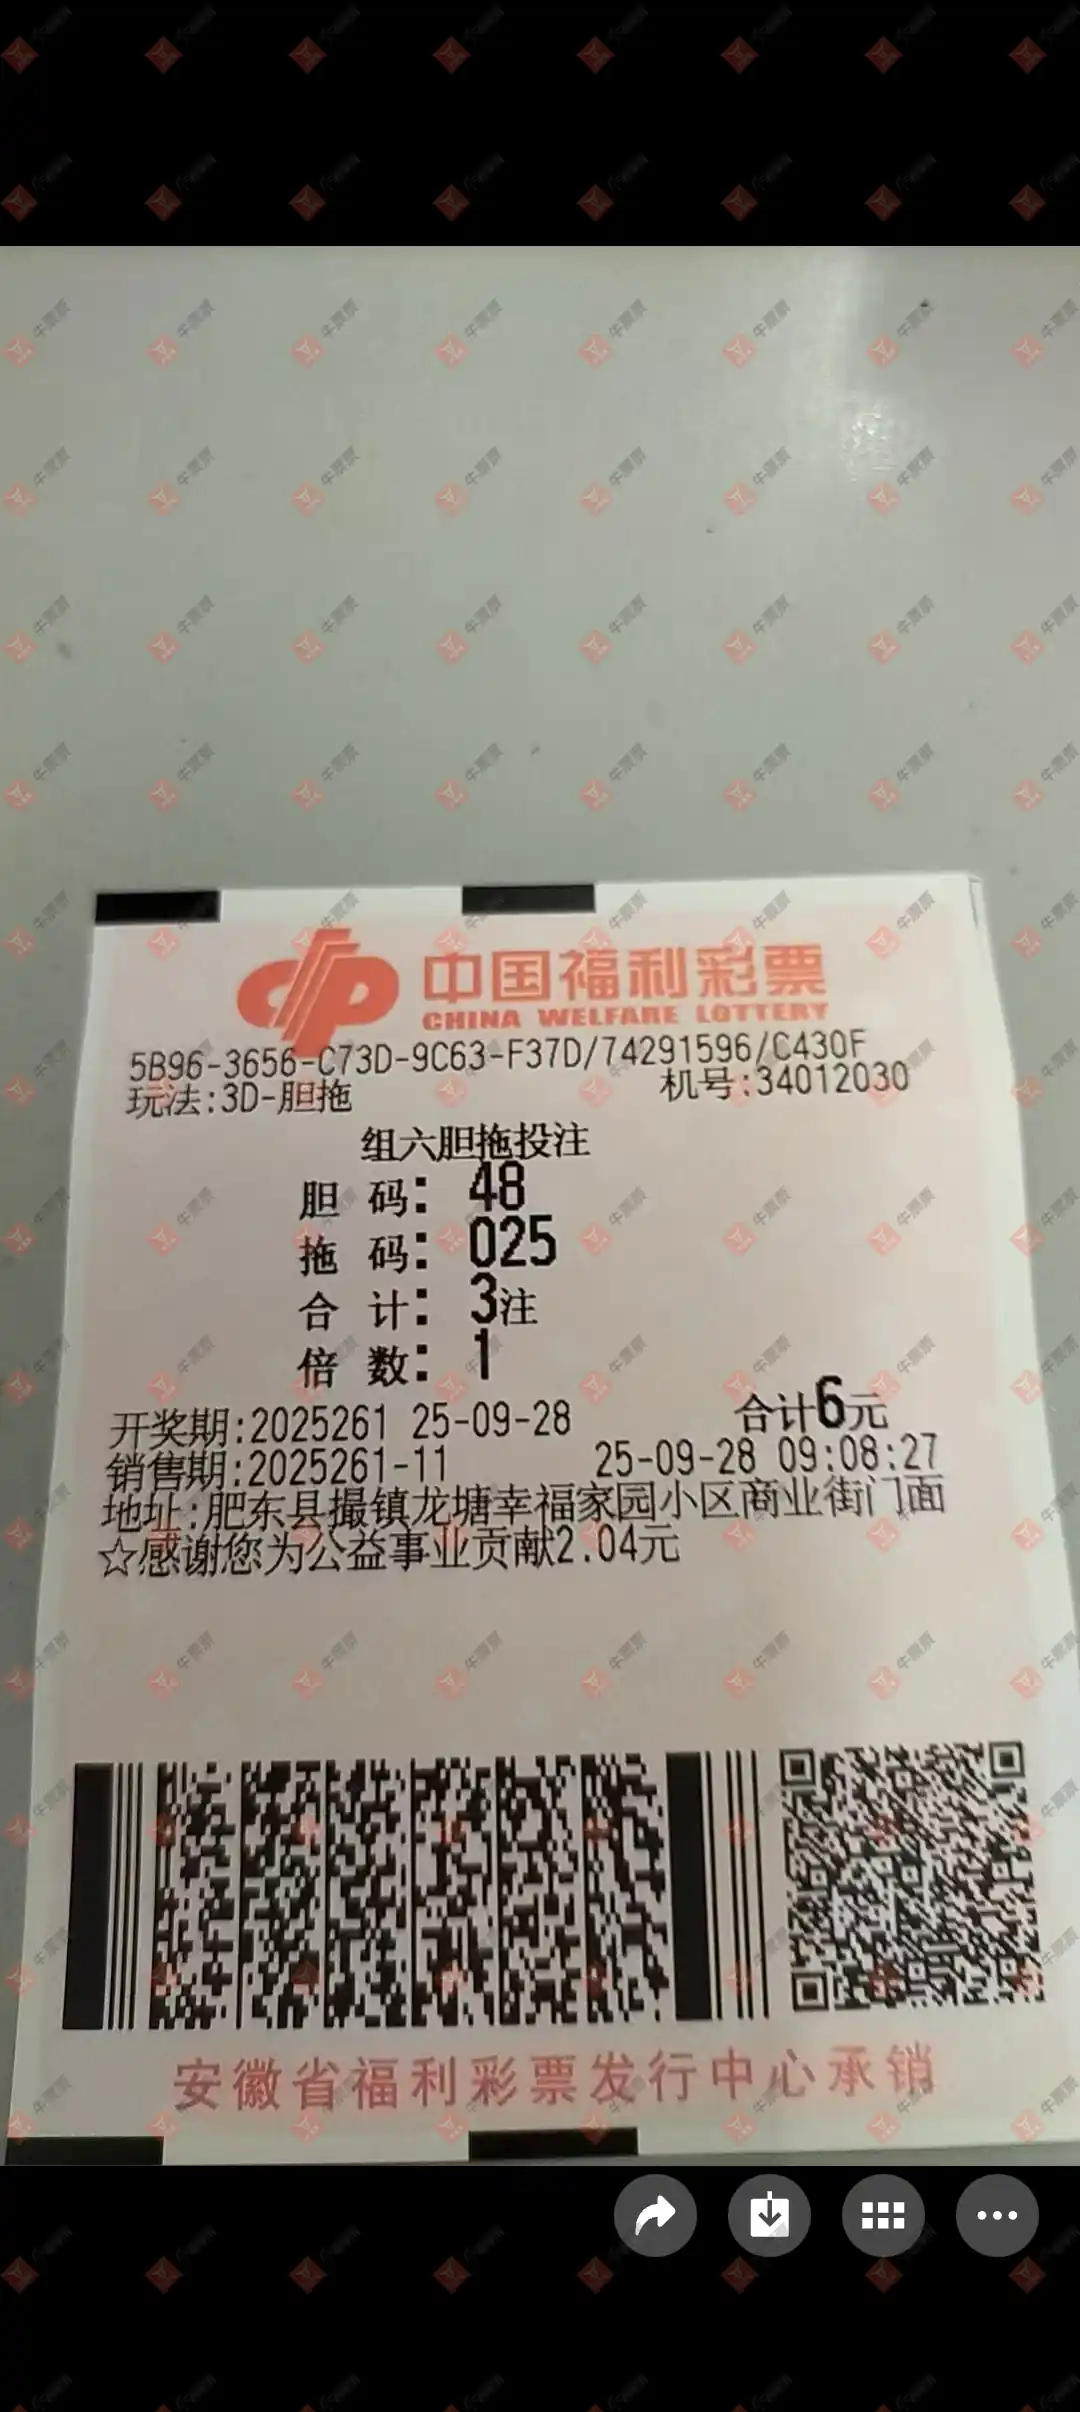 中国福利彩票
CHINA WELFARE LOTTERY
5B96-3656-C73D-9C63-F37D/74291596/C430F
玩法:3D-胆拖 机号:34012030
组六胆拖投注
胆 码: 48
拖 码: 025
合 计: 3注
倍 数: 1
合计6元
开奖期:2025261 25-09-28
销售期:2025261-11 25-09-28 09:08:27
地址:肥东县撮镇龙塘幸福家园小区商业街门面
☆感谢您为公益事业贡献2.04元
安徽省福利彩票发行中心承销
牛票票